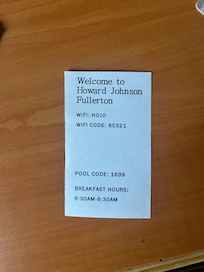 Welcome to
Howard Johnson
Fullerton
WIFI: HOJO
WIFI CODE: 85321
POOL CODE: 1639
BREAKFAST HOURS:
6:30AM-9:30AM